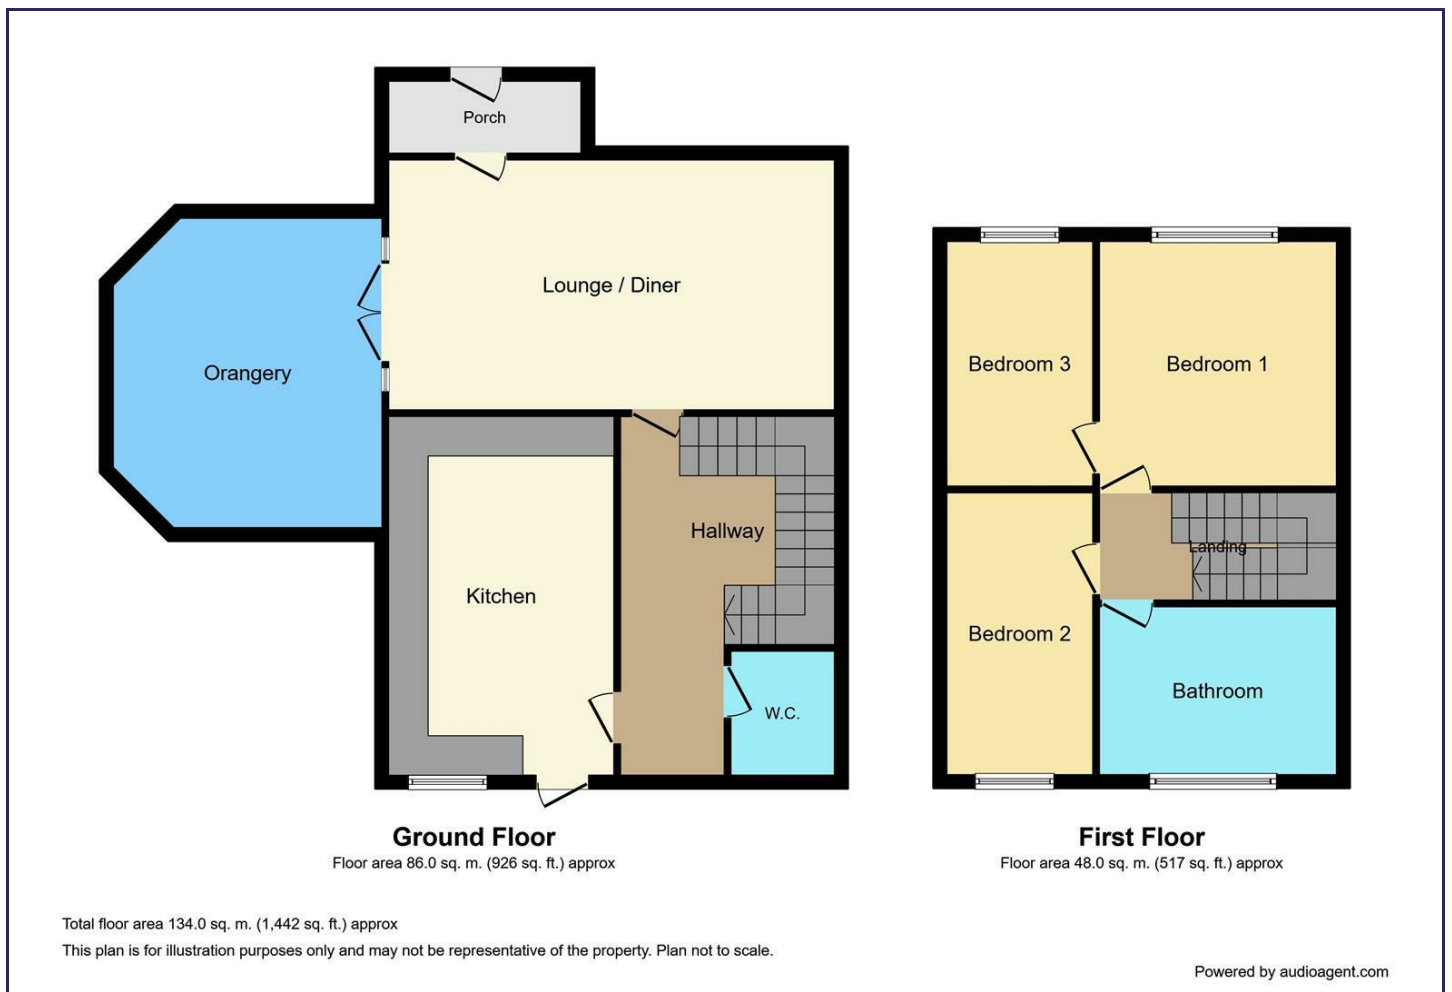 Porch
Lounge / Diner
Orangery
Hallway
Kitchen
W.C.
Ground Floor
Floor area 86.0 sq. m. (926 sq. ft.) approx
Bedroom 3
Bedroom 1
Landing
Bedroom 2
Bathroom
First Floor
Floor area 48.0 sq. m. (517 sq. ft.) approx
Total floor area 134.0 sq. m. (1,442 sq. ft.) approx
This plan is for illustration purposes only and may not be representative of the property. Plan not to scale.
Powered by audioagent.com